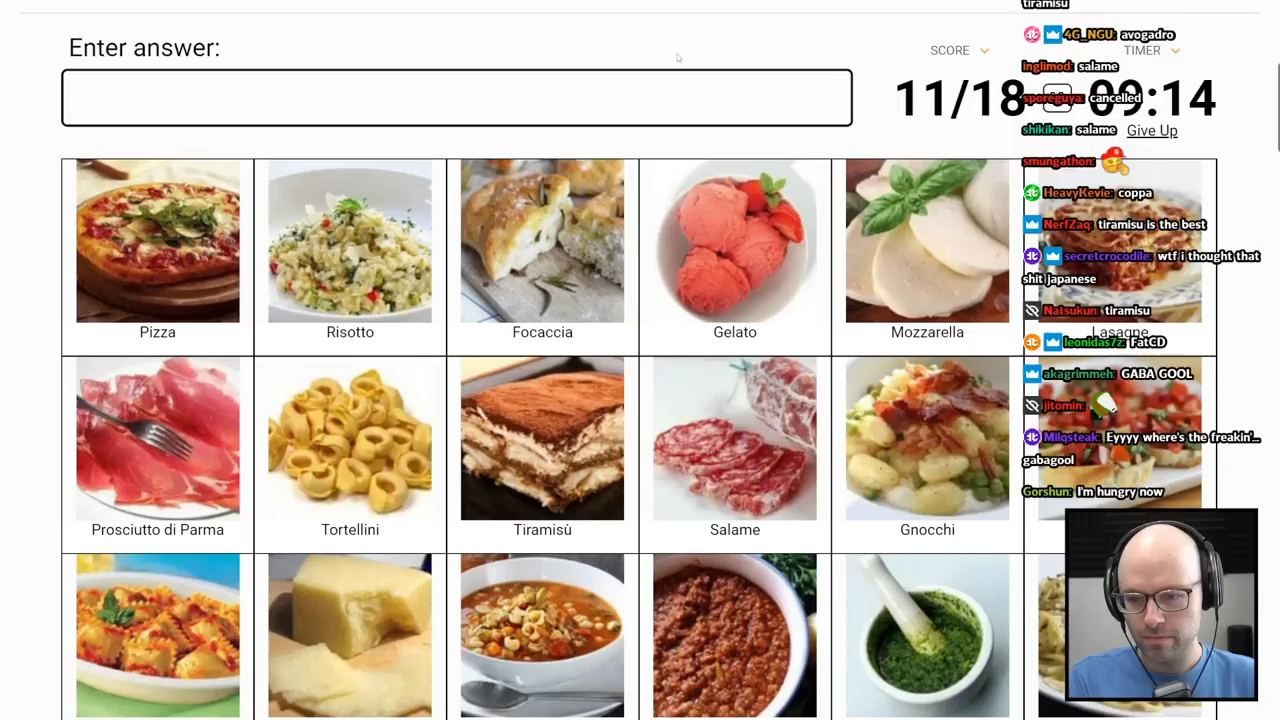 tiramisu
Enter answer:
SCORE
4G_NGU: avogadro
TIMER
inglimod: salame
11/18
09:14
sporeguya: cancelled
shikikan: salame
Give Up
smungathon:
HeavyKevie: coppa
NerfZaq: tiramisu is the best
secretcrocodile: wtf i thought that
shit japanese
Natsukun: tiramisu
Pizza
Risotto
Focaccia
Gelato
Mozzarella
Lasagne
leonidas7z: FatCD
akagrimmeh: GABA GOOL
jitomin:
Milqsteak: Eyyyy where's the freakin'...
gabagool
Gorshun: I'm hungry now
Prosciutto di Parma
Tortellini
Tiramisù
Salame
Gnocchi